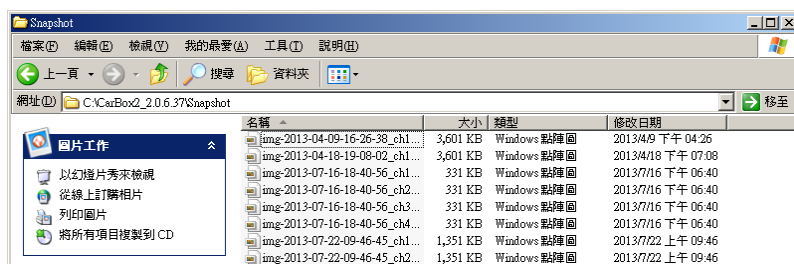 Snapshot
檔案(F) 編輯(E) 檢視(V) 我的最愛(A) 工具(T) 說明(H)
上一頁 搜尋 資料夾
網址(D) C:\CarBox2_2.0.6.37\Snapshot 移至
名稱 大小 類型 修改日期
圖片工作
以幻燈片秀來檢視
從線上訂購相片
列印圖片
將所有項目複製到 CD
img-2013-04-09-16-26-38_ch1... 3,601 KB Windows 點陣圖 2013/4/9 下午 04:26
img-2013-04-18-19-08-02_ch1... 3,601 KB Windows 點陣圖 2013/4/18 下午 07:08
img-2013-07-16-18-40-56_ch1... 331 KB Windows 點陣圖 2013/7/16 下午 06:40
img-2013-07-16-18-40-56_ch2... 331 KB Windows 點陣圖 2013/7/16 下午 06:40
img-2013-07-16-18-40-56_ch3... 331 KB Windows 點陣圖 2013/7/16 下午 06:40
img-2013-07-16-18-40-56_ch4... 331 KB Windows 點陣圖 2013/7/16 下午 06:40
img-2013-07-22-09-46-45_ch1... 1,351 KB Windows 點陣圖 2013/7/22 上午 09:46
img-2013-07-22-09-46-45_ch2... 1,351 KB Windows 點陣圖 2013/7/22 上午 09:46